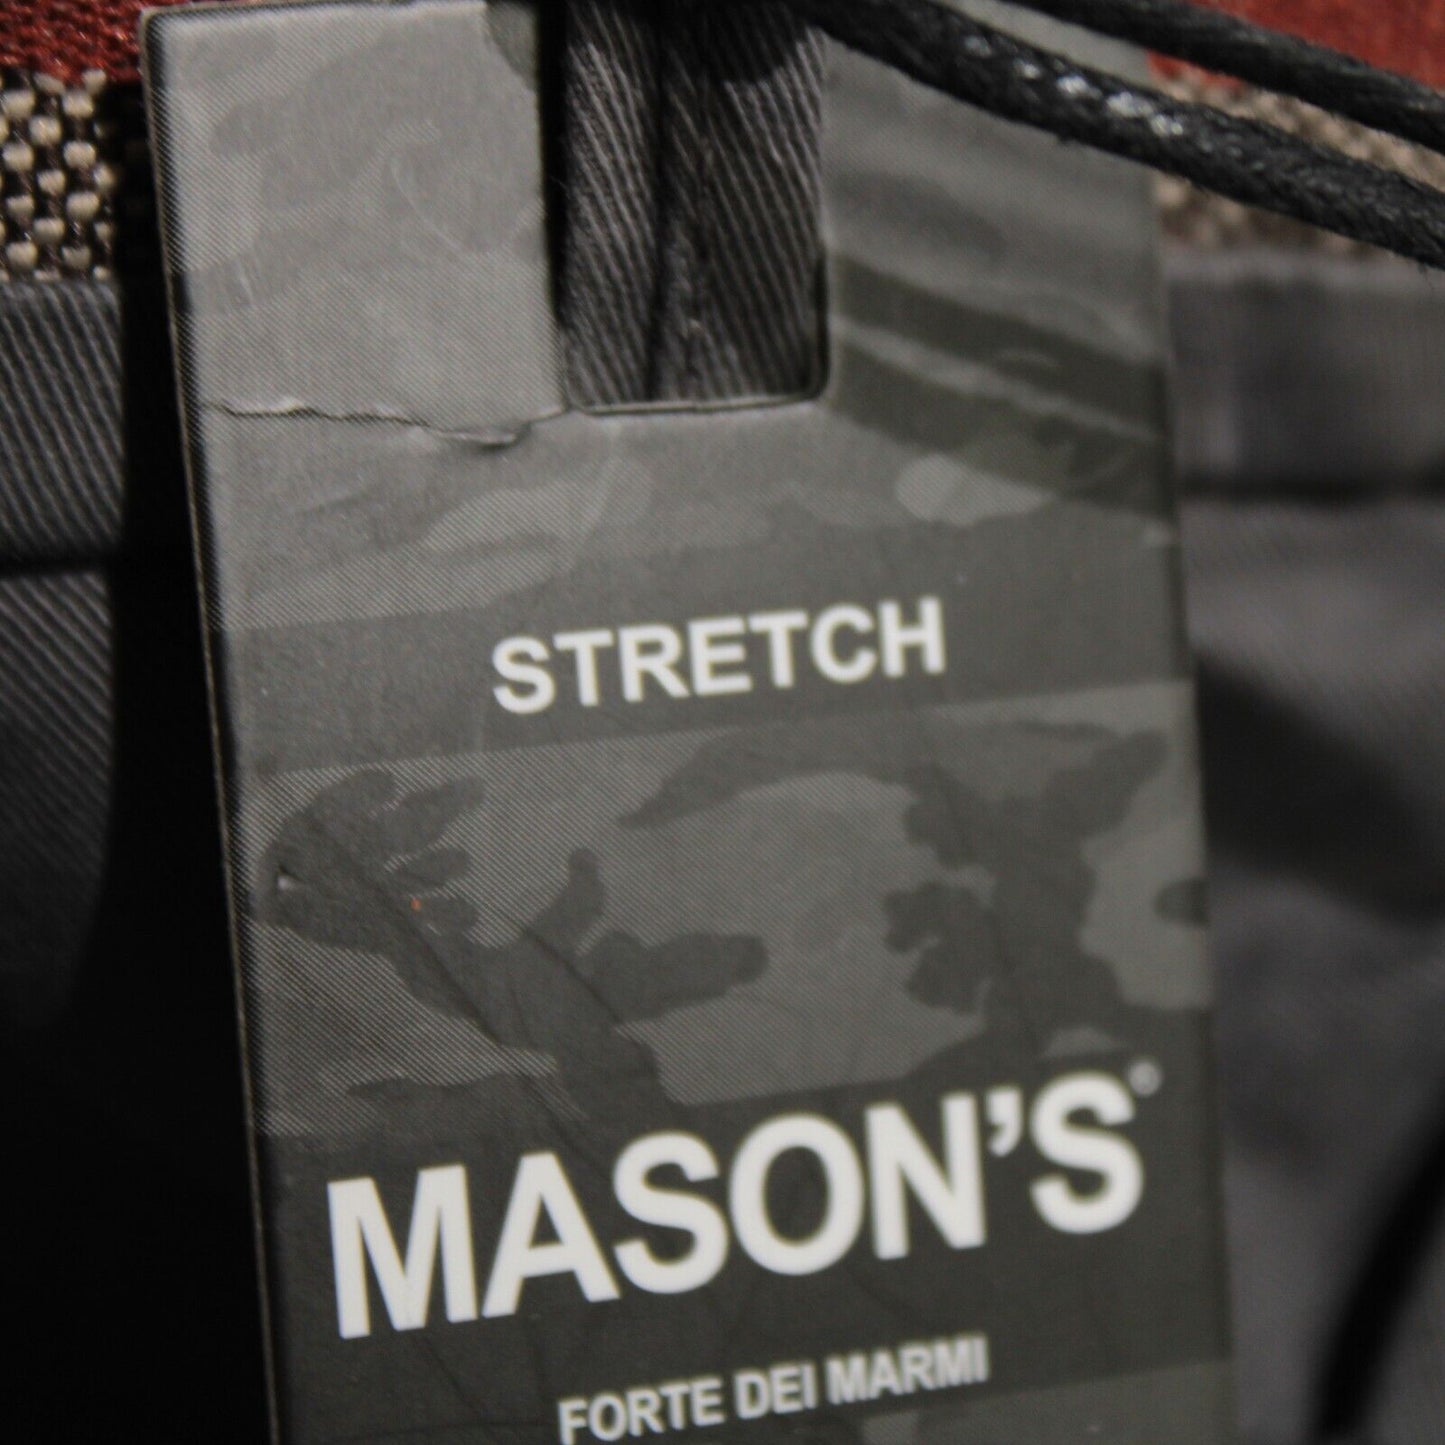 STRETCH
MASON'S
FORTE DEI MARMI